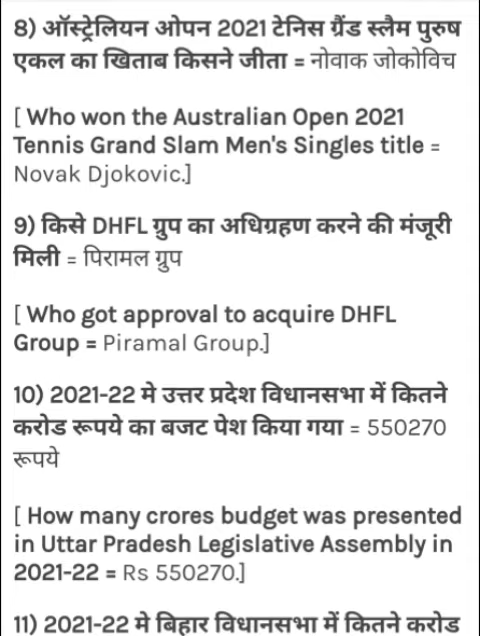 8) ऑस्ट्रेलियन ओपन 2021 टेनिस ग्रैंड स्लैम पुरुष
एकल का खिताब किसने जीता = नोवाक जोकोविच
[ Who won the Australian Open 2021
Tennis Grand Slam Men's Singles title =
Novak Djokovic.]
9) किसे DHFL ग्रुप का अधिग्रहण करने की मंजूरी
मिली = पिरामल ग्रुप
[ Who got approval to acquire DHFL
Group = Piramal Group.]
10) 2021-22 मे उत्तर प्रदेश विधानसभा में कितने
करोड रूपये का बजट पेश किया गया = 550270
रूपये
[ How many crores budget was presented
in Uttar Pradesh Legislative Assembly in
2021-22 = Rs 550270.]
11) 2021-22 मे बिहार विधानसभा में कितने करोड